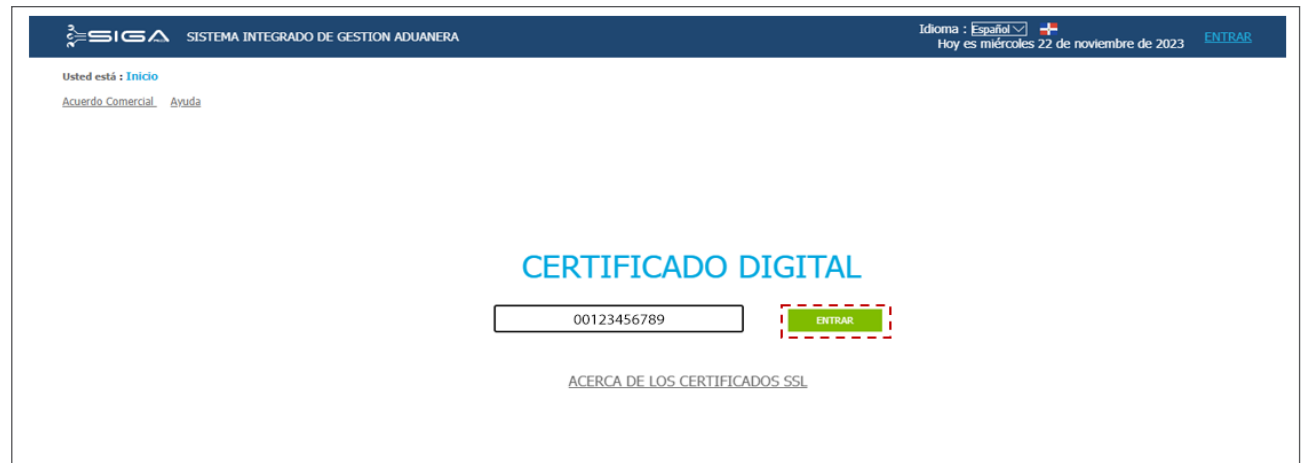 SIGA SISTEMA INTEGRADO DE GESTION ADUANERA
Idioma : Español
Hoy es miércoles 22 de noviembre de 2023
ENTRAR
Usted está : Inicio
Acuerdo Comercial Ayuda
CERTIFICADO DIGITAL
00123456789 ENTRAR
ACERCA DE LOS CERTIFICADOS SSL